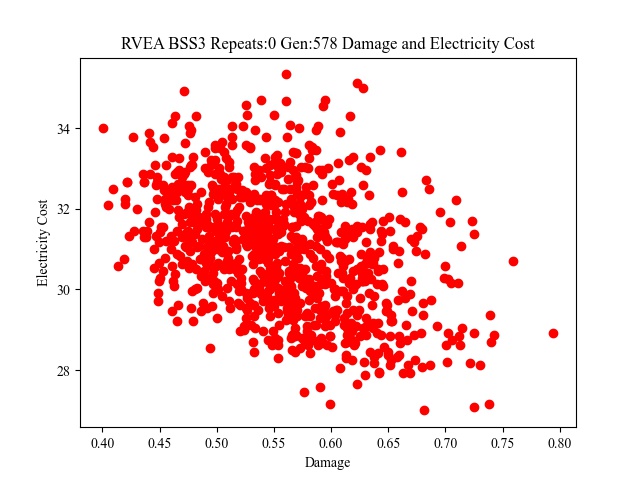 RVEA BSS3 Repeats:0 Gen:578 Damage and Electricity Cost
34
32
30
28
Electricity Cost
0.40 0.45 0.50 0.55 0.60 0.65 0.70 0.75 0.80
Damage